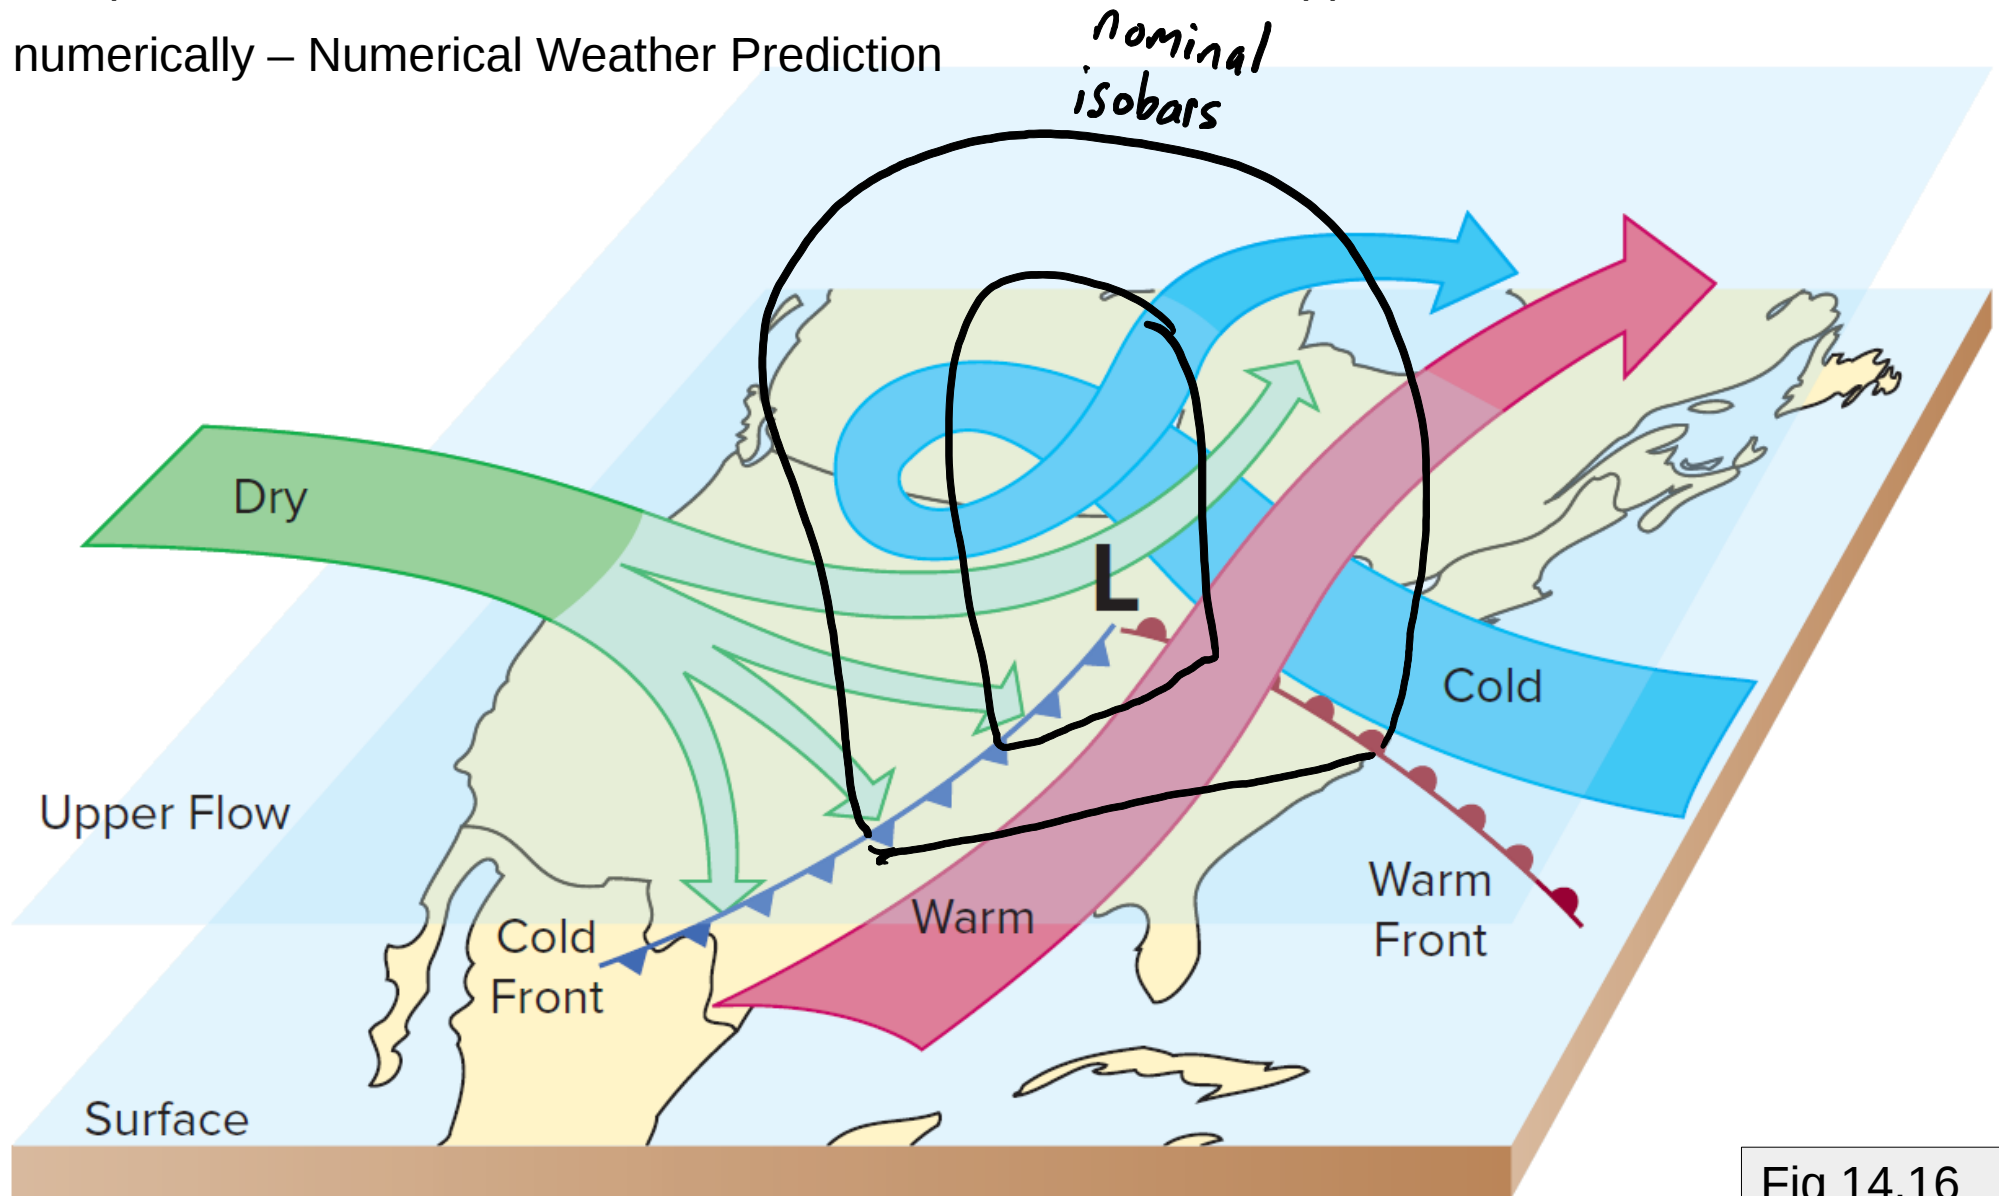 numerically – Numerical Weather Prediction
nominal
isobars
Dry
L
Cold
Upper Flow
Warm
Front
Warm
Cold
Front
Surface
Fig 14.16